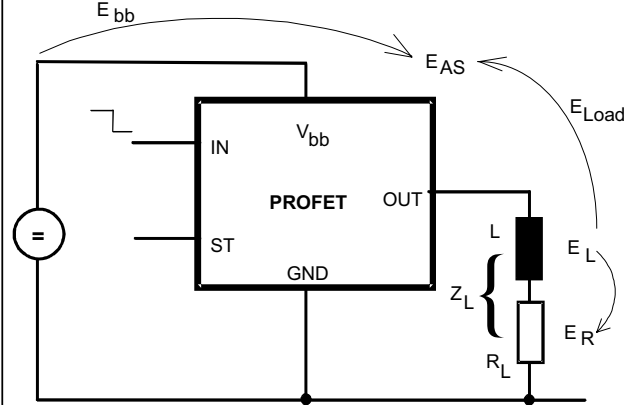 E bb
E AS
E Load
V bb
IN
PROFET
OUT
ST
GND
L
E L
Z L
{
E R
R L
=